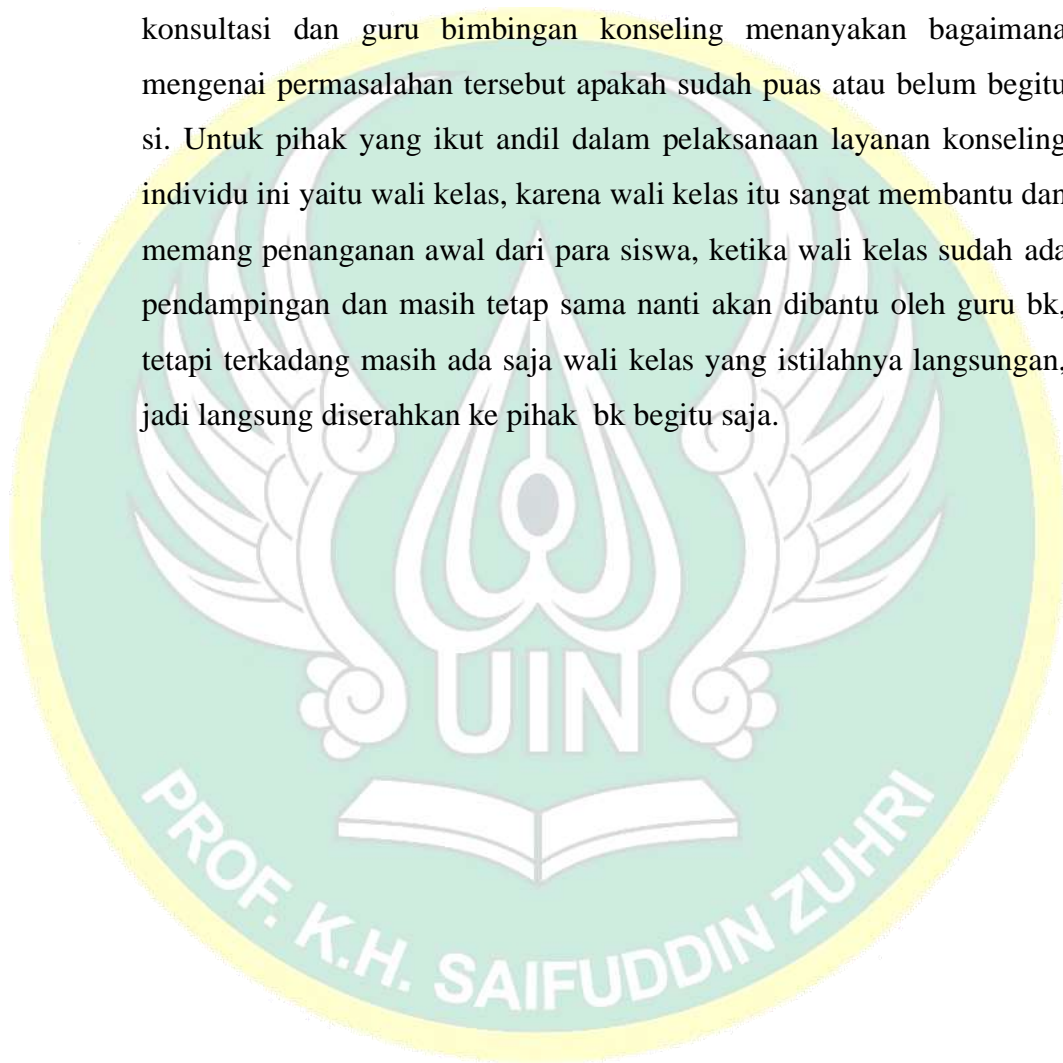 konsultasi dan guru bimbingan konseling menanyakan bagaimana
mengenai permasalahan tersebut apakah sudah puas atau belum begitu
si. Untuk pihak yang ikut andil dalam pelaksanaan layanan konseling
individu ini yaitu wali kelas, karena wali kelas itu sangat membantu dan
memang penanganan awal dari para siswa, ketika wali kelas sudah ada
pendampingan dan masih tetap sama nanti akan dibantu oleh guru bk,
tetapi terkadang masih ada saja wali kelas yang istilahnya langsungan,
jadi langsung diserahkan ke pihak  bk begitu saja.
UIN
PROF. K.H. SAIFUDDIN ZUHRI